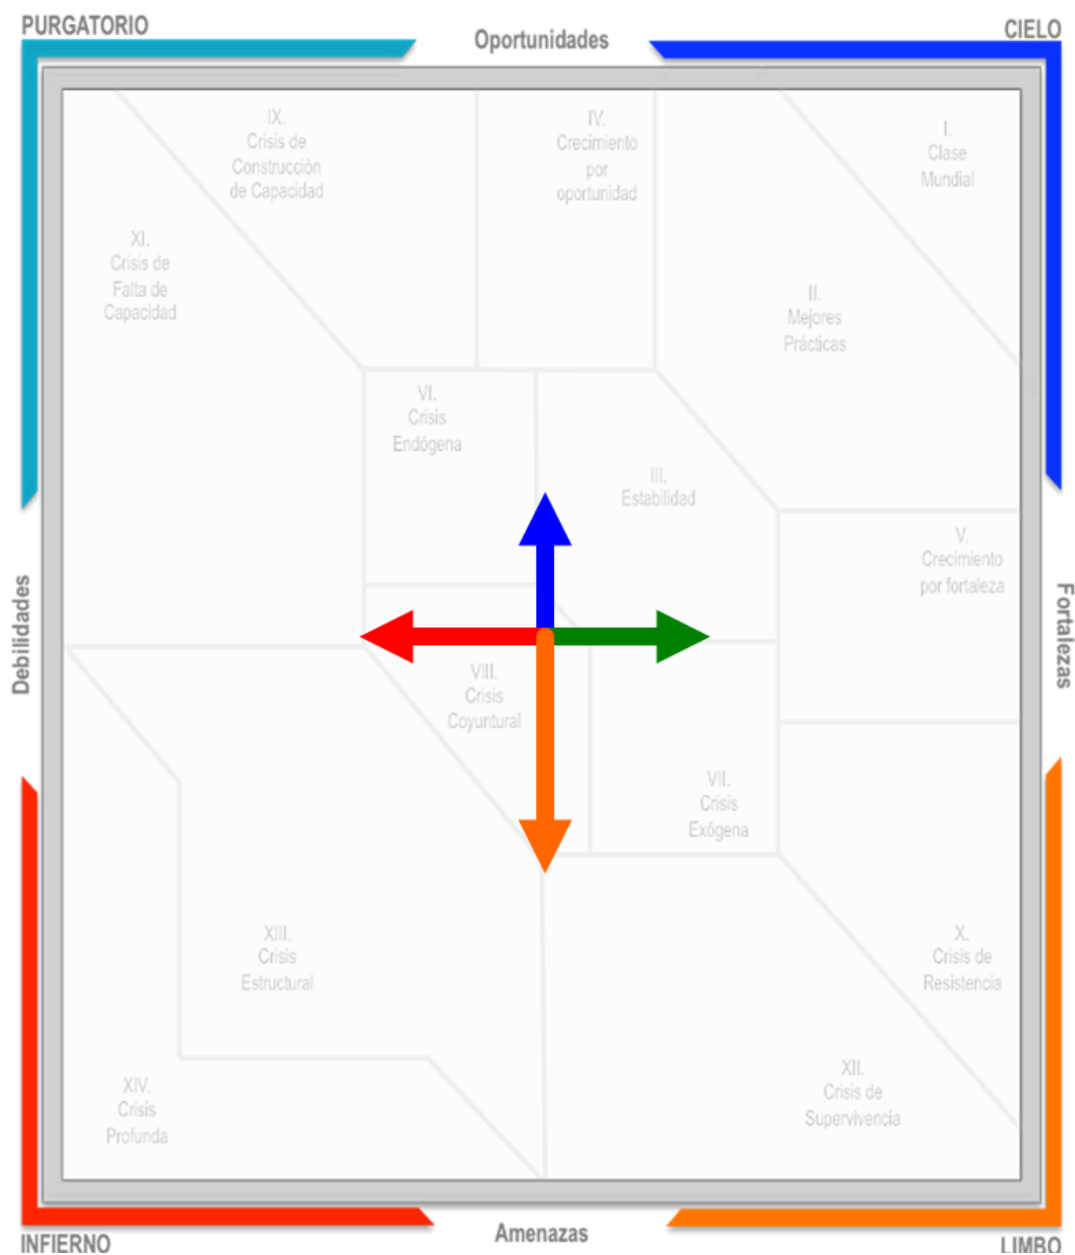 PURGATORIO
Oportunidades
CIELO
IX.
Crisis de
Construcción
de Capacidad
IV.
Crecimiento
por
oportunidad
I.
Clase
Mundial
XI.
Crisis de
Falta de
Capacidad
II.
Mejores
Prácticas
VI.
Crisis
Endógena
III.
Estabilidad
V.
Crecimiento
por fortaleza
Debilidades
Fortalezas
VIII.
Crisis
Coyuntural
VII.
Crisis
Exógena
XIII.
Crisis
Estructural
X.
Crisis de
Resistencia
XIV.
Crisis
Profunda
XII.
Crisis de
Supervivencia
INFIERNO
Amenazas
LIMBO